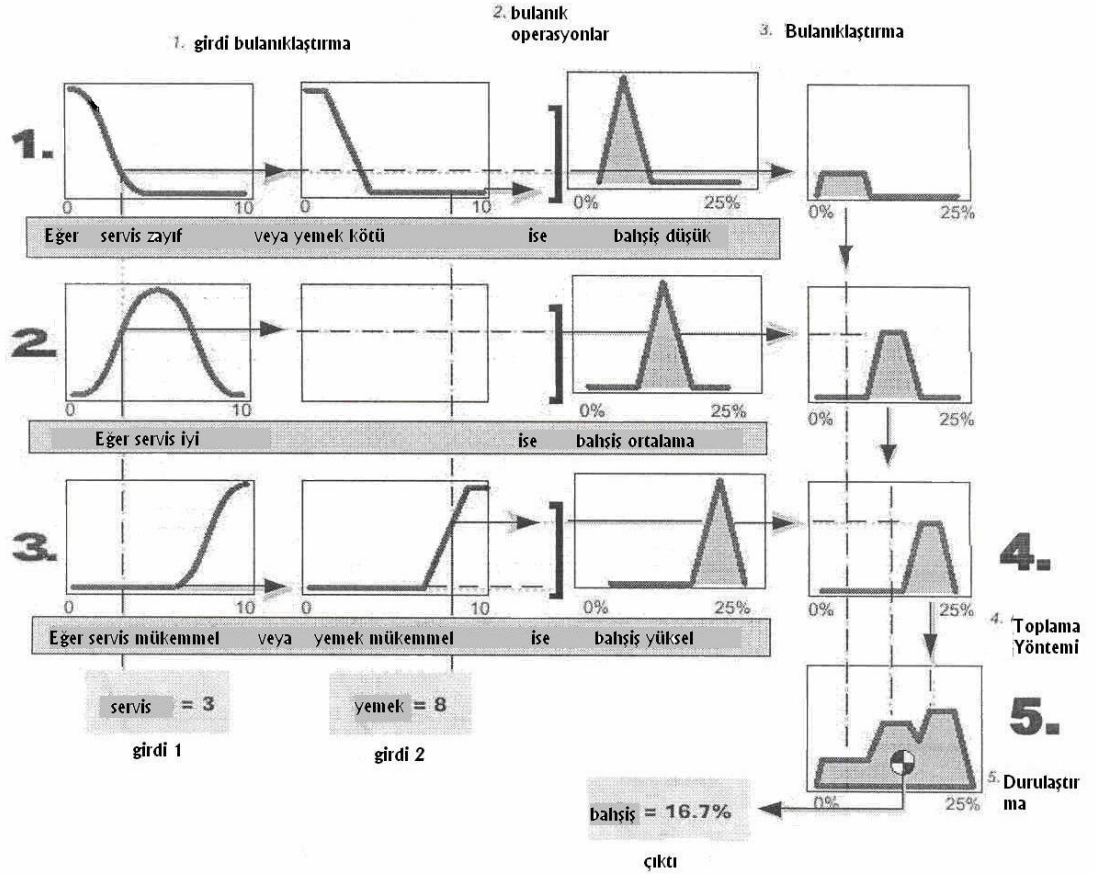 1. girdi bulanıklaştırma
2. bulanık
operasyonlar
3. Bulanıklaştırma
1.
0 10
0 10
0% 25%
0% 25%
Eğer servis zayıf veya yemek kötü ise bahşiş düşük
2.
0 10
0% 25%
0% 25%
Eğer servis iyi ise bahşiş ortalama
3.
0 10
0 10
0% 25%
0% 25%
4.
Eğer servis mükemmel veya yemek mükemmel ise bahşiş yüksel
4. Toplama
Yöntemi
servis = 3
girdi 1
yemek = 8
girdi 2
5.
0% 25%
5. Durulaştır
ma
bahşiş = 16.7%
çıktı